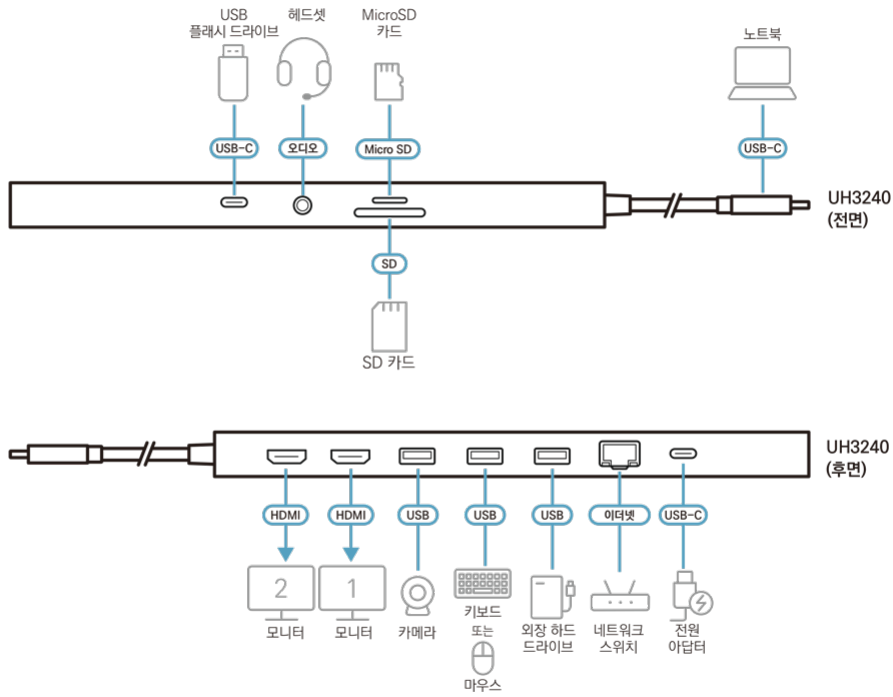 USB
플래시 드라이브
헤드셋
MicroSD
카드
노트북
USB-C
오디오
Micro SD
USB-C
UH3240
(전면)
SD
SD 카드
UH3240
(후면)
HDMI
HDMI
USB
USB
USB
이더넷
USB-C
2
1
모니터
모니터
카메라
키보드
또는
마우스
외장 하드
드라이브
네트워크
스위치
전원
아답터